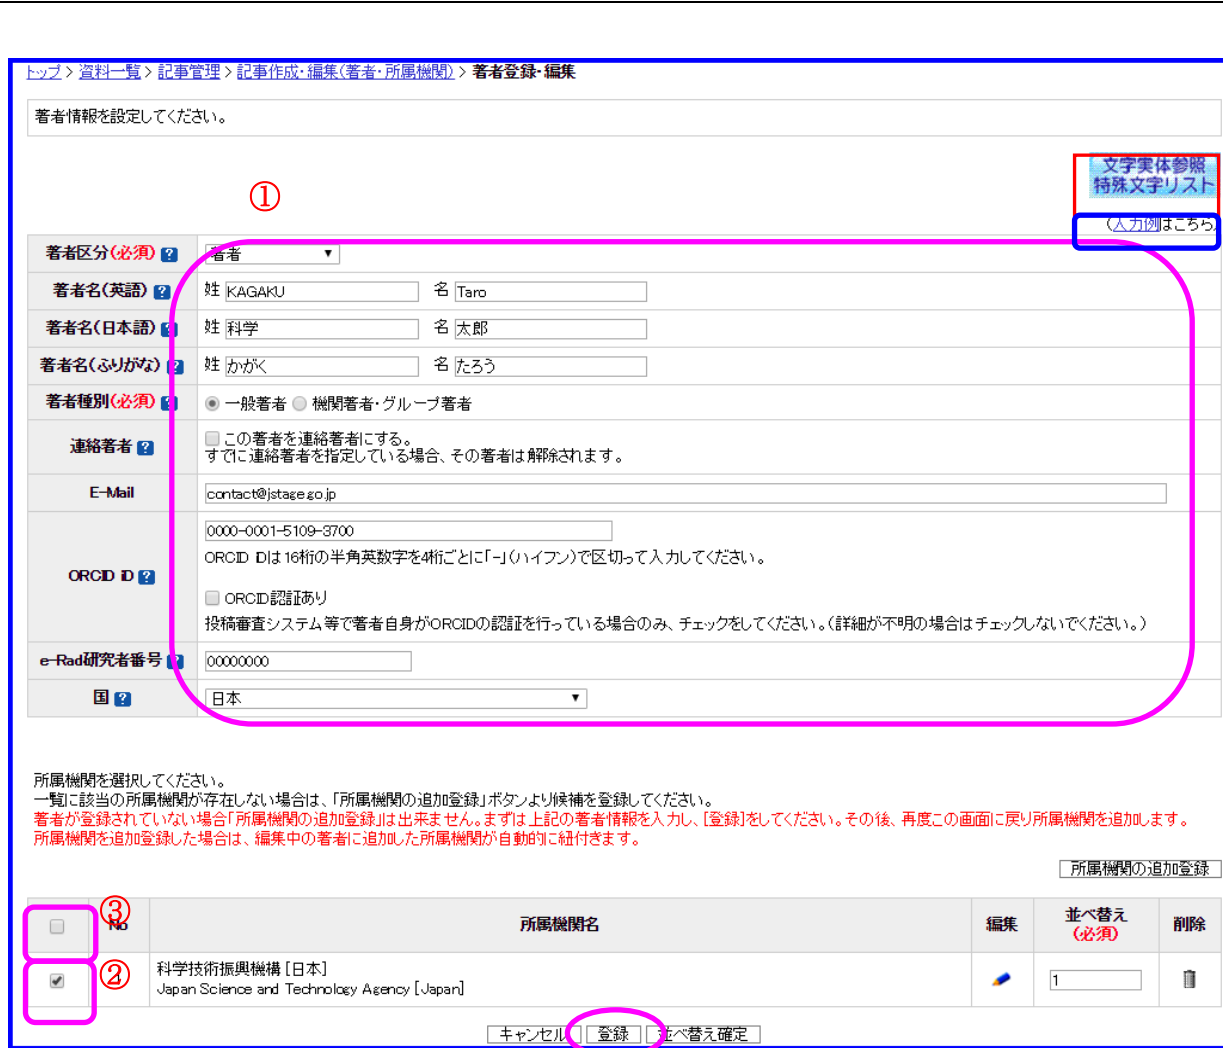 トップ > 資料一覧 > 記事管理 > 記事作成・編集(著者・所属機関) > 著者登録・編集
著者情報を設定してください。
文字実体参照
特殊文字リスト
①
(入力例はこちら)
著者区分(必須) ? 著者 ▼
著者名(英語) ? 姓 KAGAKU 名 Taro
著者名(日本語) ? 姓 科学 名 太郎
著者名(ふりがな) ? 姓 かがく 名 たろう
著者種別(必須) ? 一般著者 機関著者・グループ著者
連絡著者 ? この著者を連絡著者にする。
すでに連絡著者を指定している場合、その著者は解除されます。
E-Mail contact@jstage.go.jp
0000-0001-5109-3700
ORCID iDは16桁の半角英数字を4桁ごとに「-」(ハイフン)で区切って入力してください。
ORCID iD ?
ORCID認証あり
投稿審査システム等で著者自身がORCIDの認証を行っている場合のみ、チェックをしてください。(詳細が不明の場合はチェックしないでください。)
e-Rad研究者番号 ? 00000000
国 ? 日本 ▼
所属機関を選択してください。
一覧に該当の所属機関が存在しない場合は、「所属機関の追加登録」ボタンより候補を登録してください。
著者が登録されていない場合「所属機関の追加登録」は出来ません。まずは上記の著者情報を入力し、[登録]をしてください。その後、再度この画面に戻り所属機関を追加します。
所属機関を追加登録した場合は、編集中の著者に追加した所属機関が自動的に紐付きます。
所属機関の追加登録
③ No 所属機関名 編集 並べ替え(必須) 削除
② 科学技術振興機構 [日本] 1
Japan Science and Technology Agency [Japan]
キャンセル 登録 並べ替え確定